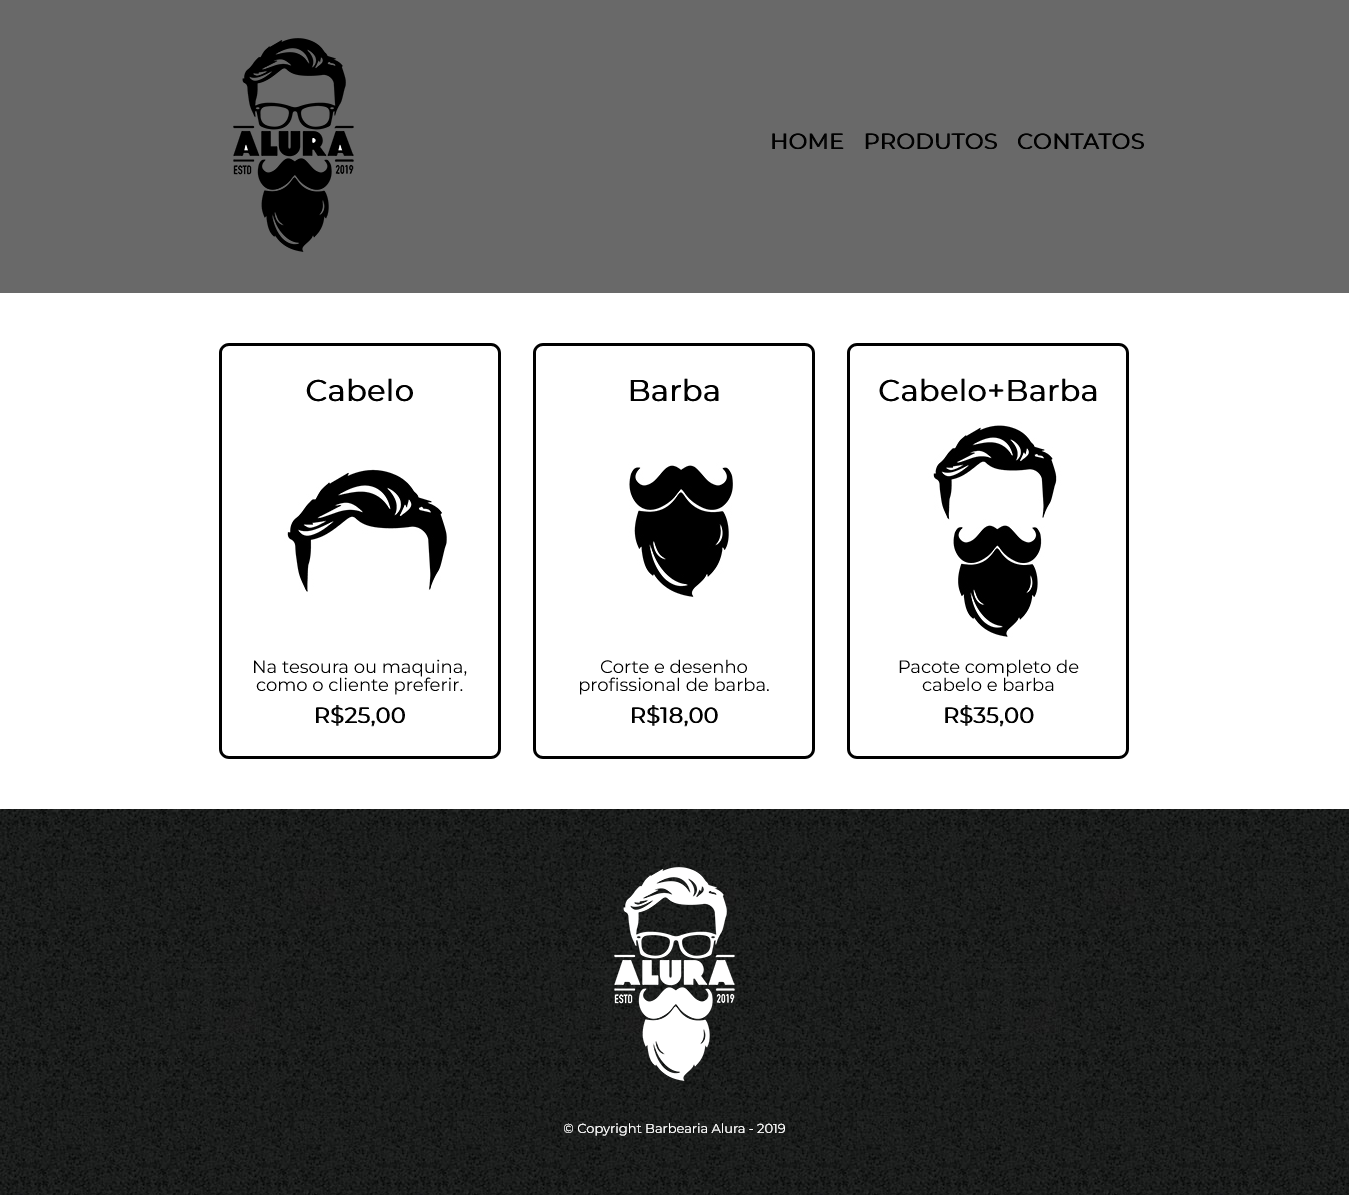 ALURA
ESTD 2019
HOME PRODUTOS CONTATOS
Cabelo
Na tesoura ou maquina,
como o cliente preferir.
R$25,00
Barba
Corte e desenho
profissional de barba.
R$18,00
Cabelo+Barba
Pacote completo de
cabelo e barba
R$35,00
ALURA
ESTD 2019
© Copyright Barbearia Alura - 2019